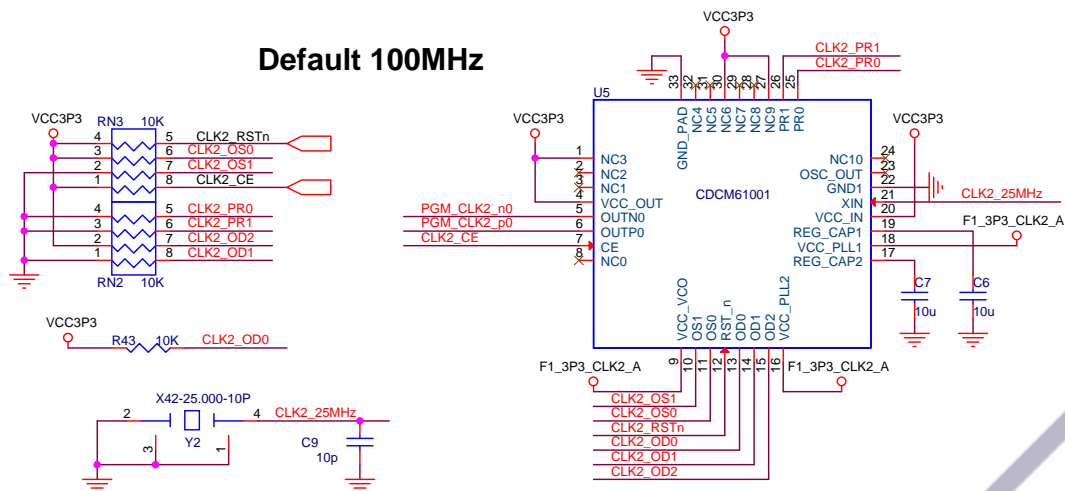 Default 100MHz
VCC3P3
RN3 10K
4 5 CLK2_RSTn
3 6 CLK2_OS0
2 7 CLK2_OS1
1 8 CLK2_CE
4 5 CLK2_PR0
3 6 CLK2_PR1
2 7 CLK2_OD2
1 8 CLK2_OD1
RN2 10K
VCC3P3
R43 10K CLK2_OD0
X42-25.000-10P
2 4 CLK2_25MHz
Y2
3 1
C9
10p
VCC3P3
CLK2_PR1
CLK2_PR0
33 32 31 30 29 28 27 26 25
U5
GND_PAD NC4 NC5 NC6 NC7 NC8 NC9 PR1 PR0
VCC3P3
VCC3P3
CDCM61001
1 NC3
2 NC2
3 NC1
4 VCC_OUT
PGM_CLK2_n0 5 OUTN0
PGM_CLK2_p0 6 OUTP0
CLK2_CE 7 CE
8 NC0
NC10 24
OSC_OUT 23
GND1 22
XIN 21 CLK2_25MHz
VCC_IN 20
REG_CAP1 19
VCC_PLL1 18
REG_CAP2 17
F1_3P3_CLK2_A
C7
10u
C6
10u
VCC_VCO OS1 OS0 RST_n OD0 OD1 OD2 VCC_PLL2
9 10 11 12 13 14 15 16
F1_3P3_CLK2_A
F1_3P3_CLK2_A
CLK2_OS1
CLK2_OS0
CLK2_RSTn
CLK2_OD0
CLK2_OD1
CLK2_OD2